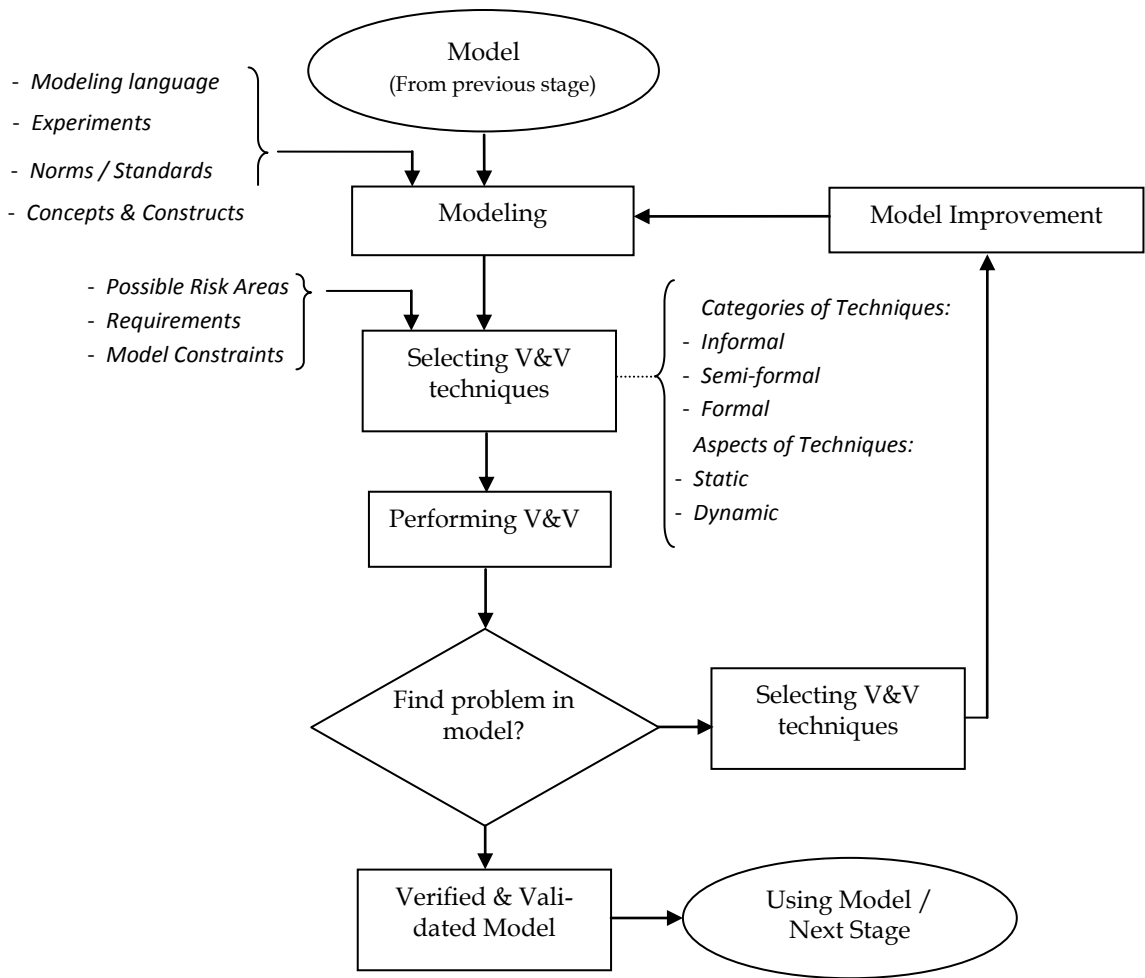 Model
(From previous stage)
- Modeling language
- Experiments
- Norms / Standards
- Concepts & Constructs
Modeling
Model Improvement
- Possible Risk Areas
- Requirements
- Model Constraints
Selecting V&V
techniques
Categories of Techniques:
- Informal
- Semi-formal
- Formal
Aspects of Techniques:
- Static
- Dynamic
Performing V&V
Find problem in
model?
Selecting V&V
techniques
Verified & Vali-
dated Model
Using Model /
Next Stage